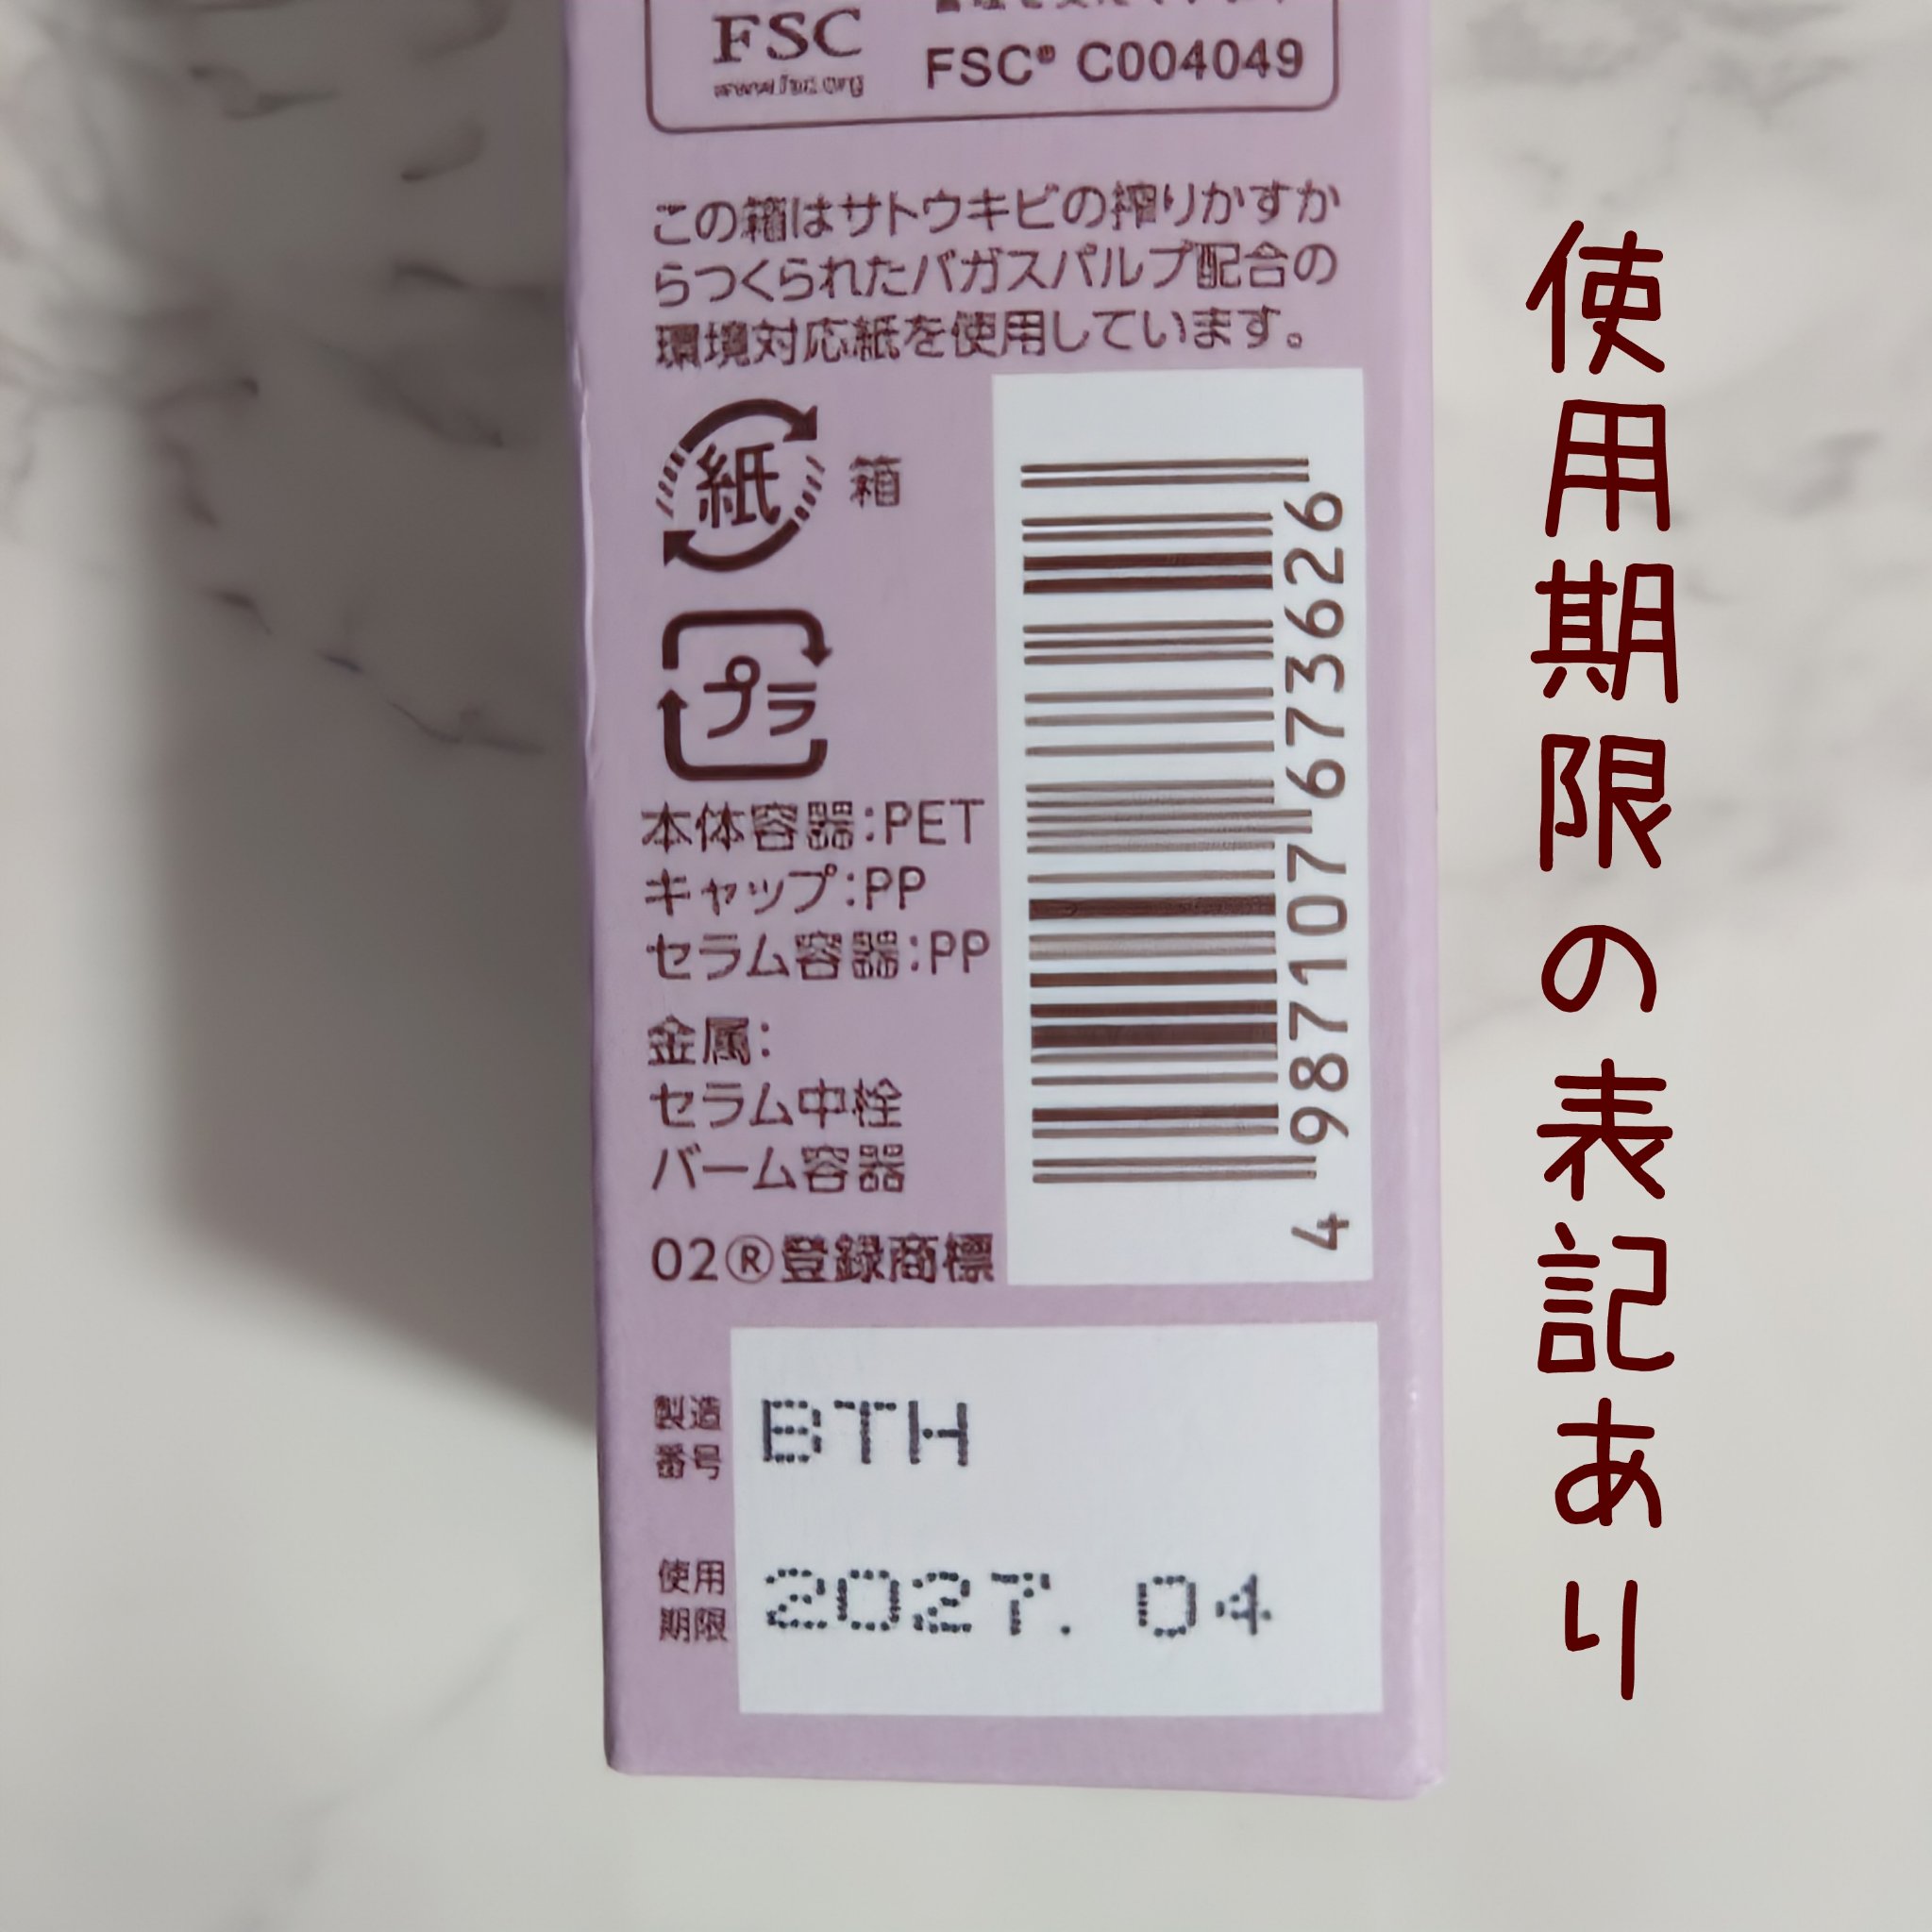 FSC
www.fsc.org
FSC® C004049
この箱はサトウキビの搾りかすか
らつくられたバガスパルプ配合の
環境対応紙を使用しています。
紙 箱
プラ
本体容器:PET
キャップ:PP
セラム容器:PP
金属:
セラム中栓
バーム容器
02®登録商標
4 987107 673626
製造
番号
BTH
使用
期限
2027. 04
使用期限の表記あり